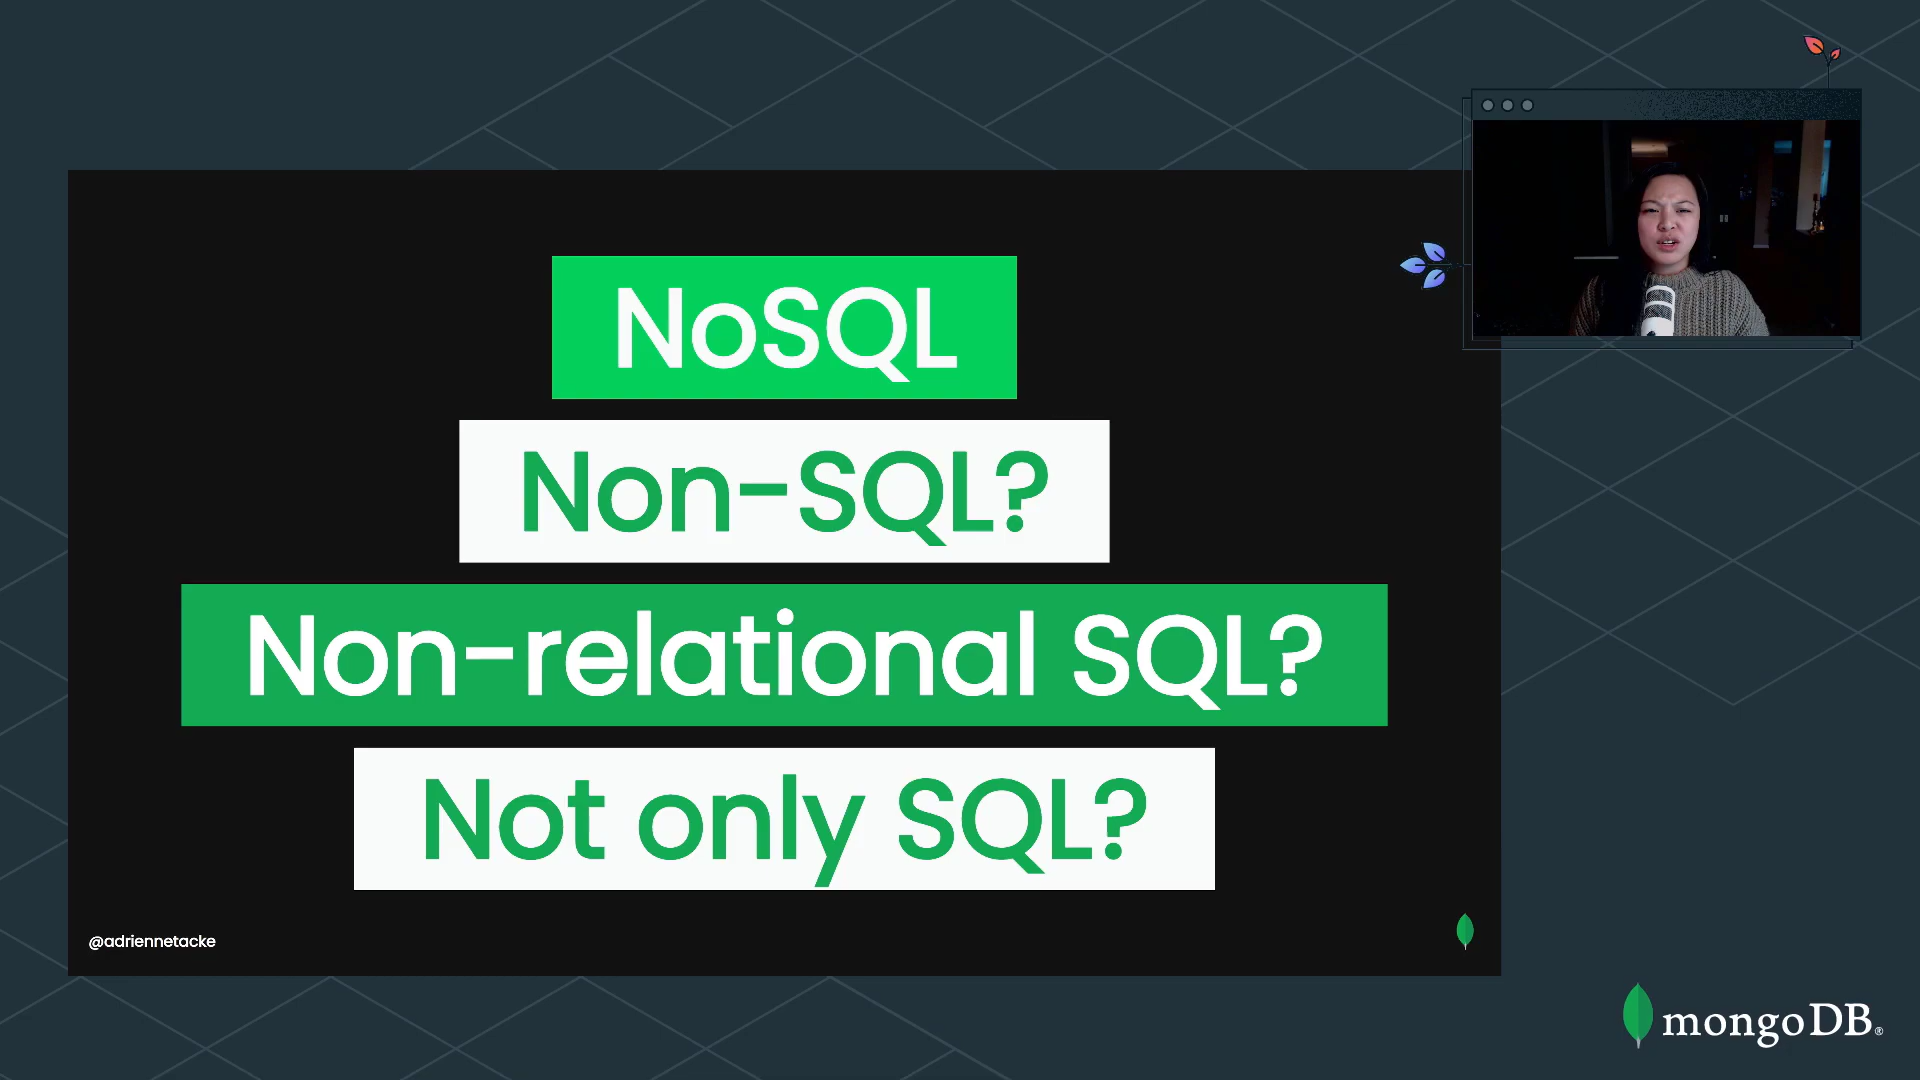 NoSQL
Non-SQL?
Non-relational SQL?
Not only SQL?
@adriennetacke
mongoDB®